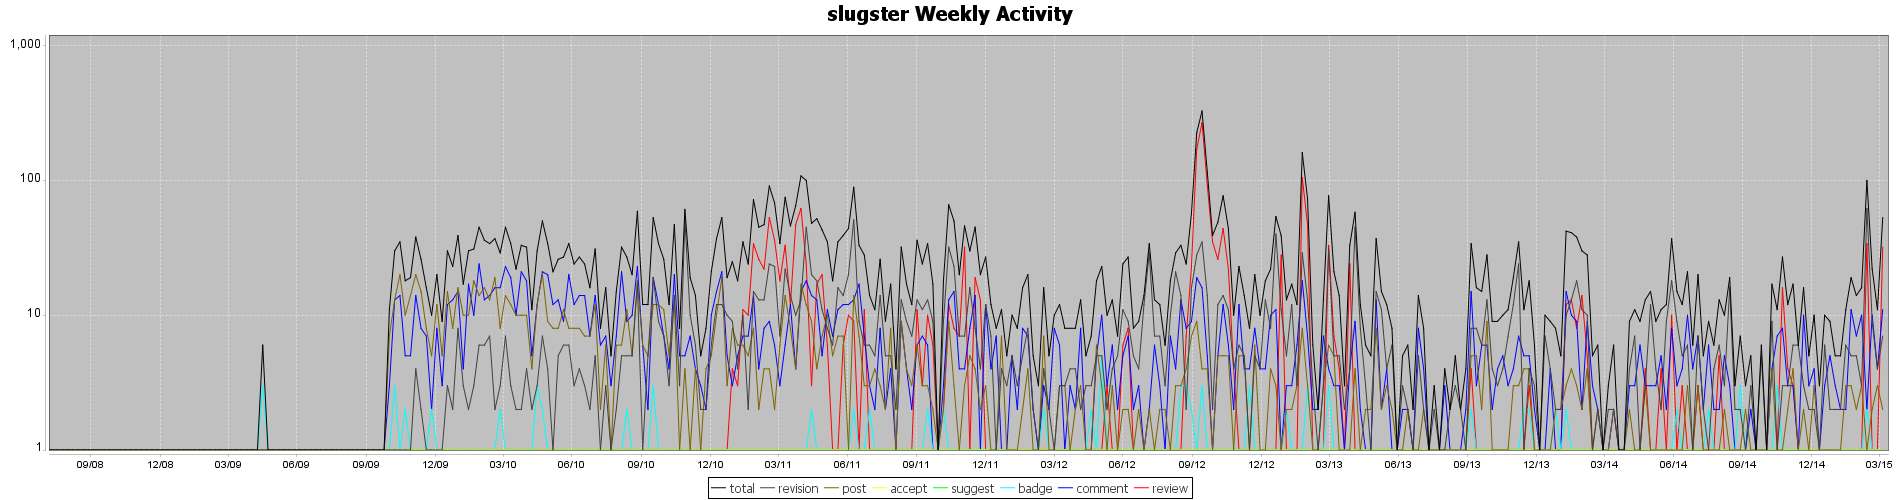 slugster Weekly Activity
1,000
100
10
1
09/08 12/08 03/09 06/09 09/09 12/09 03/10 06/10 09/10 12/10 03/11 06/11 09/11 12/11 03/12 06/12 09/12 12/12 03/13 06/13 09/13 12/13 03/14 06/14 09/14 12/14 03/15
total revision post accept suggest badge comment review